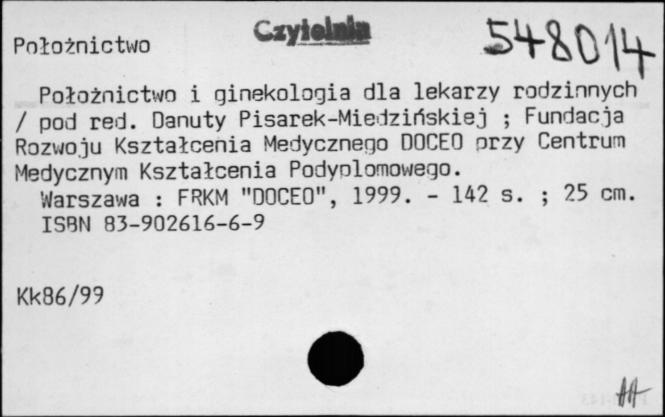 Czytelnia
Położnictwo
548014
Położnictwo i ginekologia dla lekarzy rodzinnych
/ pod red. Danuty Pisarek-Miedzińskiej ; Fundacja
Rozwoju Kształcenia Medycznego DOCEO przy Centrum
Medycznym Kształcenia Podyplomowego.
Warszawa : FRKM "DOCEO", 1999. - 142 s. ; 25 cm.
ISBN 83-902616-6-9
Kk86/99